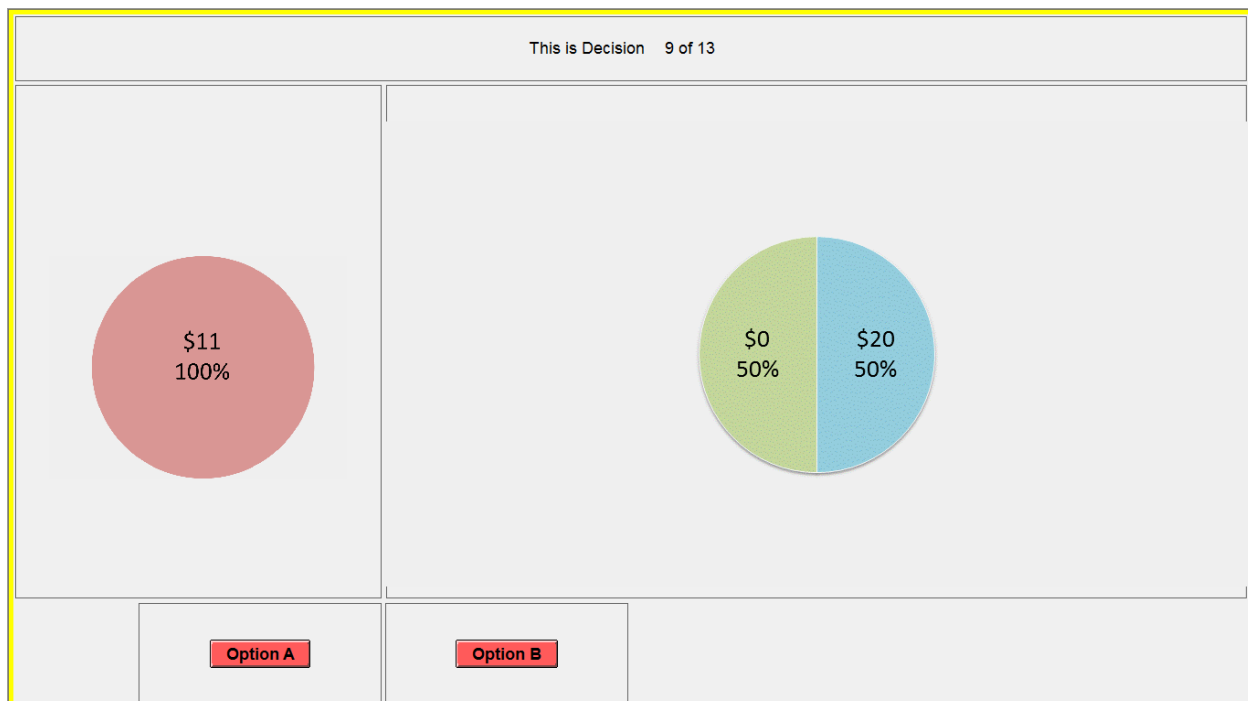 This is Decision 9 of 13
$11
100%
$0
50%
$20
50%
Option A
Option B